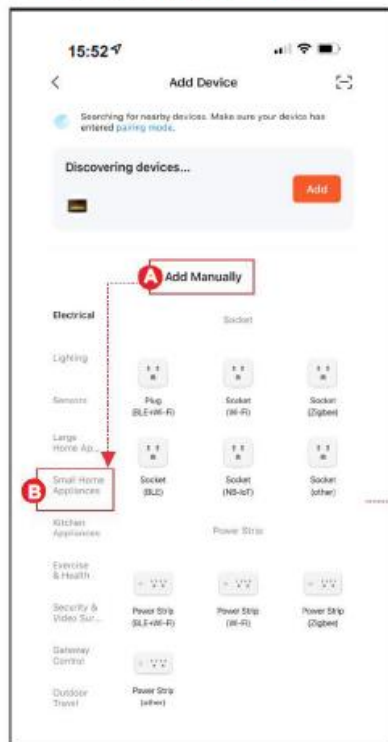 15:52
Add Device
Searching for nearby devices. Make sure your device has
entered pairing mode.
Discovering devices...
Add
A
Add Manually
Electrical
Lighting
Sensors
Large
Home Ap...
B
Small Home
Appliances
Kitchen
Appliances
Exercise
& Health
Security &
Video Sur...
Gateway
Control
Outdoor
Travel
Socket
Plug
(BLE+Wi-Fi)
Socket
(Wi-Fi)
Socket
(Zigbee)
Socket
(BLE)
Socket
(NB-IoT)
Socket
(other)
Power Strip
Power Strip
(BLE+Wi-Fi)
Power Strip
(Wi-Fi)
Power Strip
(Zigbee)
Power Strip
(other)